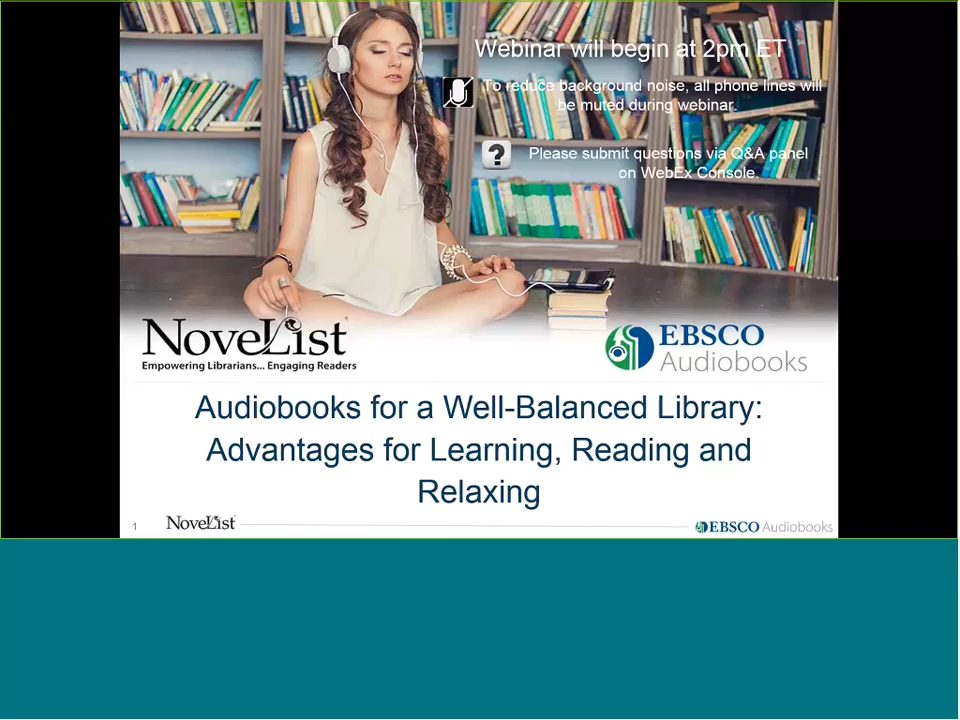 Webinar will begin at 2pm ET
To reduce background noise, all phone lines will
be muted during webinar.
?
Please submit questions via Q&A panel
on WebEx Console.
NoveList
Empowering Librarians... Engaging Readers
EBSCO
Audiobooks
Audiobooks for a Well-Balanced Library:
Advantages for Learning, Reading and
Relaxing
1
NoveList
EBSCO Audiobooks